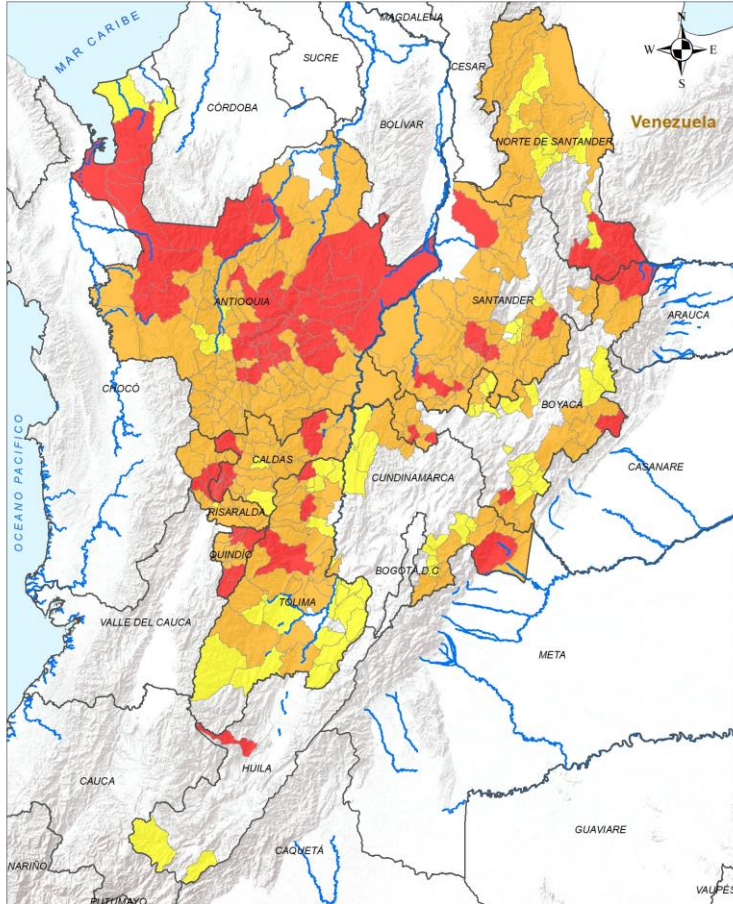 MAGDALENA
N
W E
S
MAR CARIBE
SUCRE
CESAR
CÓRDOBA
BOLÍVAR
Venezuela
NORTE DE SANTANDER
ANTIOQUIA
SANTANDER
ARAUCA
CHOCÓ
BOYACÁ
OCEANO PACIFICO
CALDAS
CUNDINAMARCA
CASANARE
RISARALDA
QUINDÍO
BOGOTÁ, D.C
TOLIMA
VALLE DEL CAUCA
META
HUILA
CAUCA
GUAVIARE
CAQUETÁ
NARIÑO
PUTUMAYO
VAUPÉS